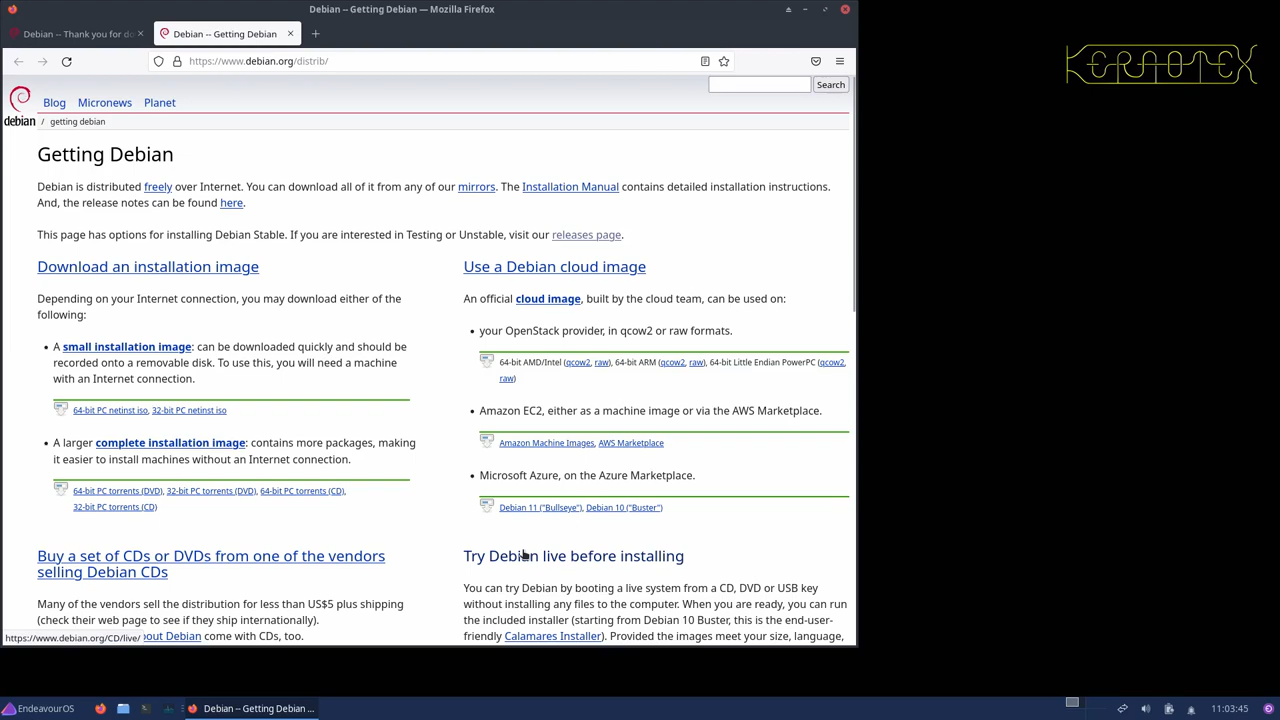 Debian -- Getting Debian — Mozilla Firefox
Debian -- Thank you for do
Debian -- Getting Debian
https://www.debian.org/distrib/
Search
Blog Micronews Planet
debian / getting debian
Getting Debian
Debian is distributed freely over Internet. You can download all of it from any of our mirrors. The Installation Manual contains detailed installation instructions.
And, the release notes can be found here.
This page has options for installing Debian Stable. If you are interested in Testing or Unstable, visit our releases page.
Download an installation image
Depending on your Internet connection, you may download either of the
following:
• A small installation image: can be downloaded quickly and should be
recorded onto a removable disk. To use this, you will need a machine
with an Internet connection.
64-bit PC netinst iso, 32-bit PC netinst iso
• A larger complete installation image: contains more packages, making
it easier to install machines without an Internet connection.
64-bit PC torrents (DVD), 32-bit PC torrents (DVD), 64-bit PC torrents (CD),
32-bit PC torrents (CD)
Buy a set of CDs or DVDs from one of the vendors
selling Debian CDs
Many of the vendors sell the distribution for less than US$5 plus shipping
(check their web page to see if they ship internationally).
bout Debian come with CDs, too.
Use a Debian cloud image
An official cloud image, built by the cloud team, can be used on:
• your OpenStack provider, in qcow2 or raw formats.
64-bit AMD/Intel (qcow2, raw), 64-bit ARM (qcow2, raw), 64-bit Little Endian PowerPC (qcow2,
raw)
• Amazon EC2, either as a machine image or via the AWS Marketplace.
Amazon Machine Images, AWS Marketplace
• Microsoft Azure, on the Azure Marketplace.
Debian 11 ("Bullseye"), Debian 10 ("Buster")
Try Debian live before installing
You can try Debian by booting a live system from a CD, DVD or USB key
without installing any files to the computer. When you are ready, you can run
the included installer (starting from Debian 10 Buster, this is the end-user-
friendly Calamares Installer). Provided the images meet your size, language,
https://www.debian.org/CD/live/
KERAOTEX
EndeavourOS
Debian -- Getting Debian ...
11:03:45